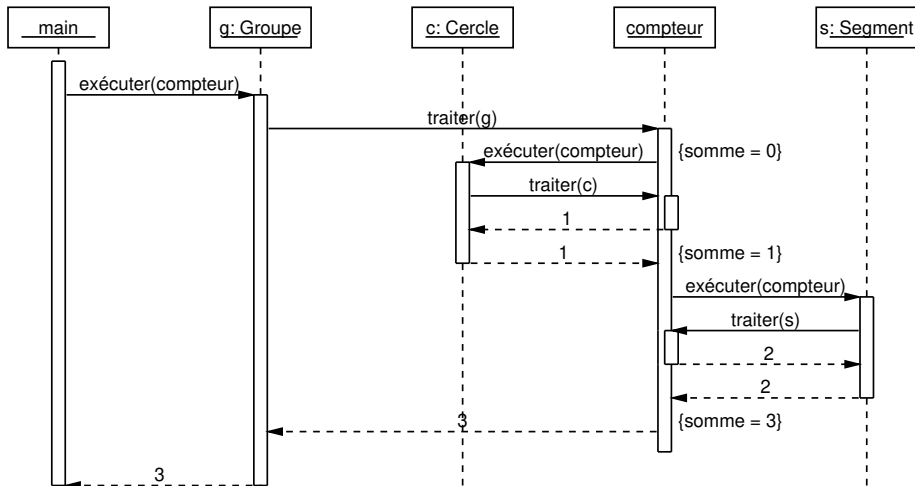 main
g: Groupe
c: Cercle
compteur
s: Segment
exécuter(compteur)
traiter(g)
exécuter(compteur)
{somme = 0}
traiter(c)
1
1
{somme = 1}
exécuter(compteur)
traiter(s)
2
2
3
{somme = 3}
3